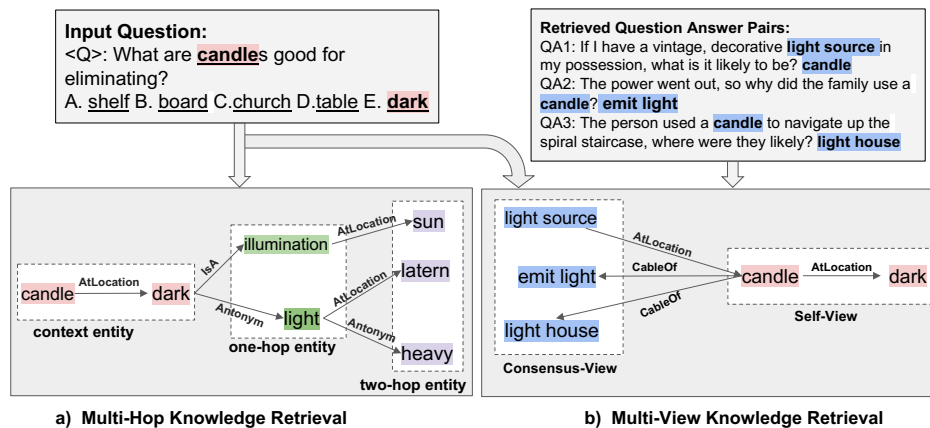 Input Question:
<Q>: What are candles good for
eliminating?
A. shelf B. board C.church D.table E. dark
Retrieved Question Answer Pairs:
QA1: If I have a vintage, decorative light source in
my possession, what is it likely to be? candle
QA2: The power went out, so why did the family use a
candle? emit light
QA3: The person used a candle to navigate up the
spiral staircase, where were they likely? light house
candle
AtLocation
dark
context entity
IsA
Antonym
illumination
light
one-hop entity
AtLocation
AtLocation
Antonym
sun
latern
heavy
two-hop entity
light source
emit light
light house
Consensus-View
AtLocation
CableOf
CableOf
candle
AtLocation
dark
Self-View
a) Multi-Hop Knowledge Retrieval
b) Multi-View Knowledge Retrieval